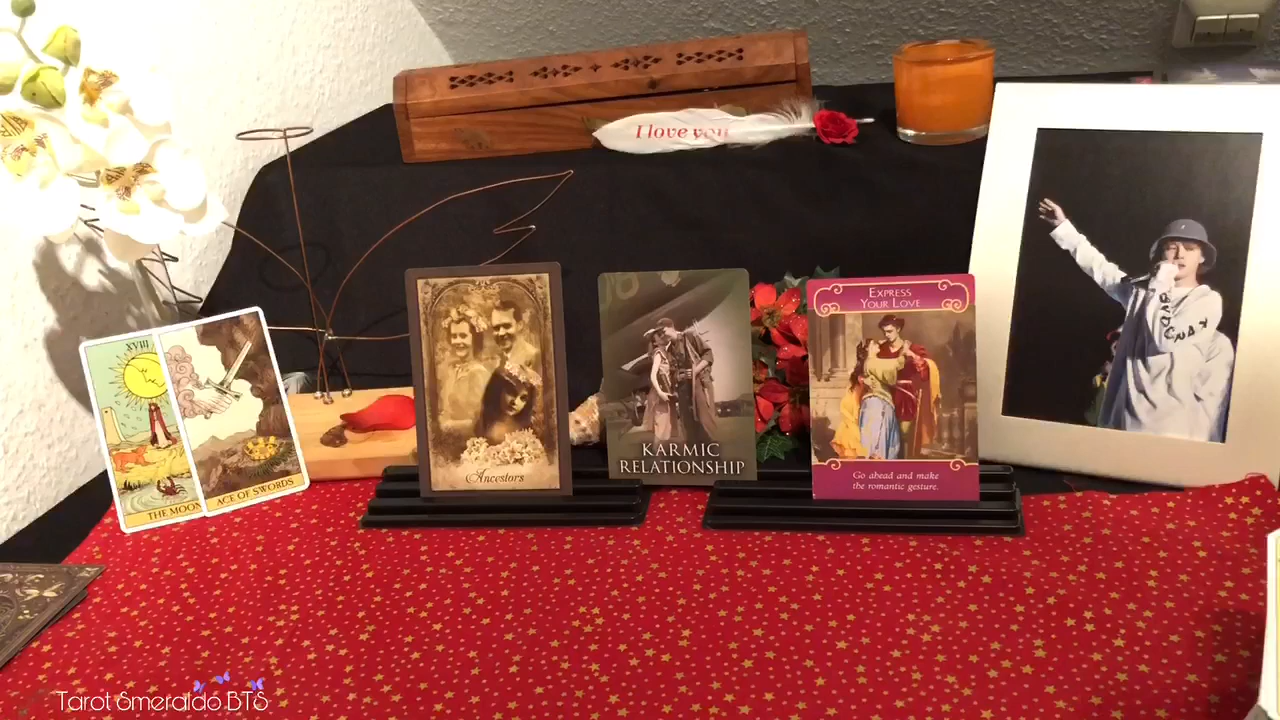 I love you
XVIII
THE MOON
ACE OF SWORDS
Ancestors
KARMIC
RELATIONSHIP
EXPRESS
YOUR LOVE
Go ahead and make
the romantic gesture.
Tarot Smeraldo BTS